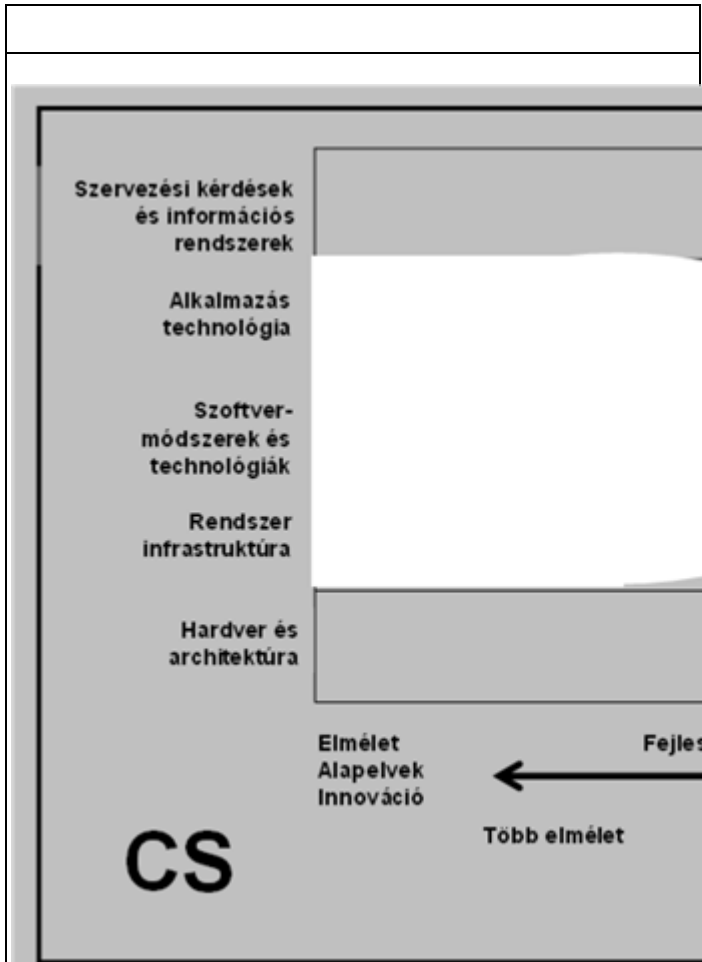 Szervezési kérdések
és információs
rendszerek
Alkalmazás
technológia
Szoftver-
módszerek és
technológiák
Rendszer
infrastruktúra
Hardver és
architektúra
Elmélet
Alapelvek
Innováció
Fejles
Több elmélet
CS